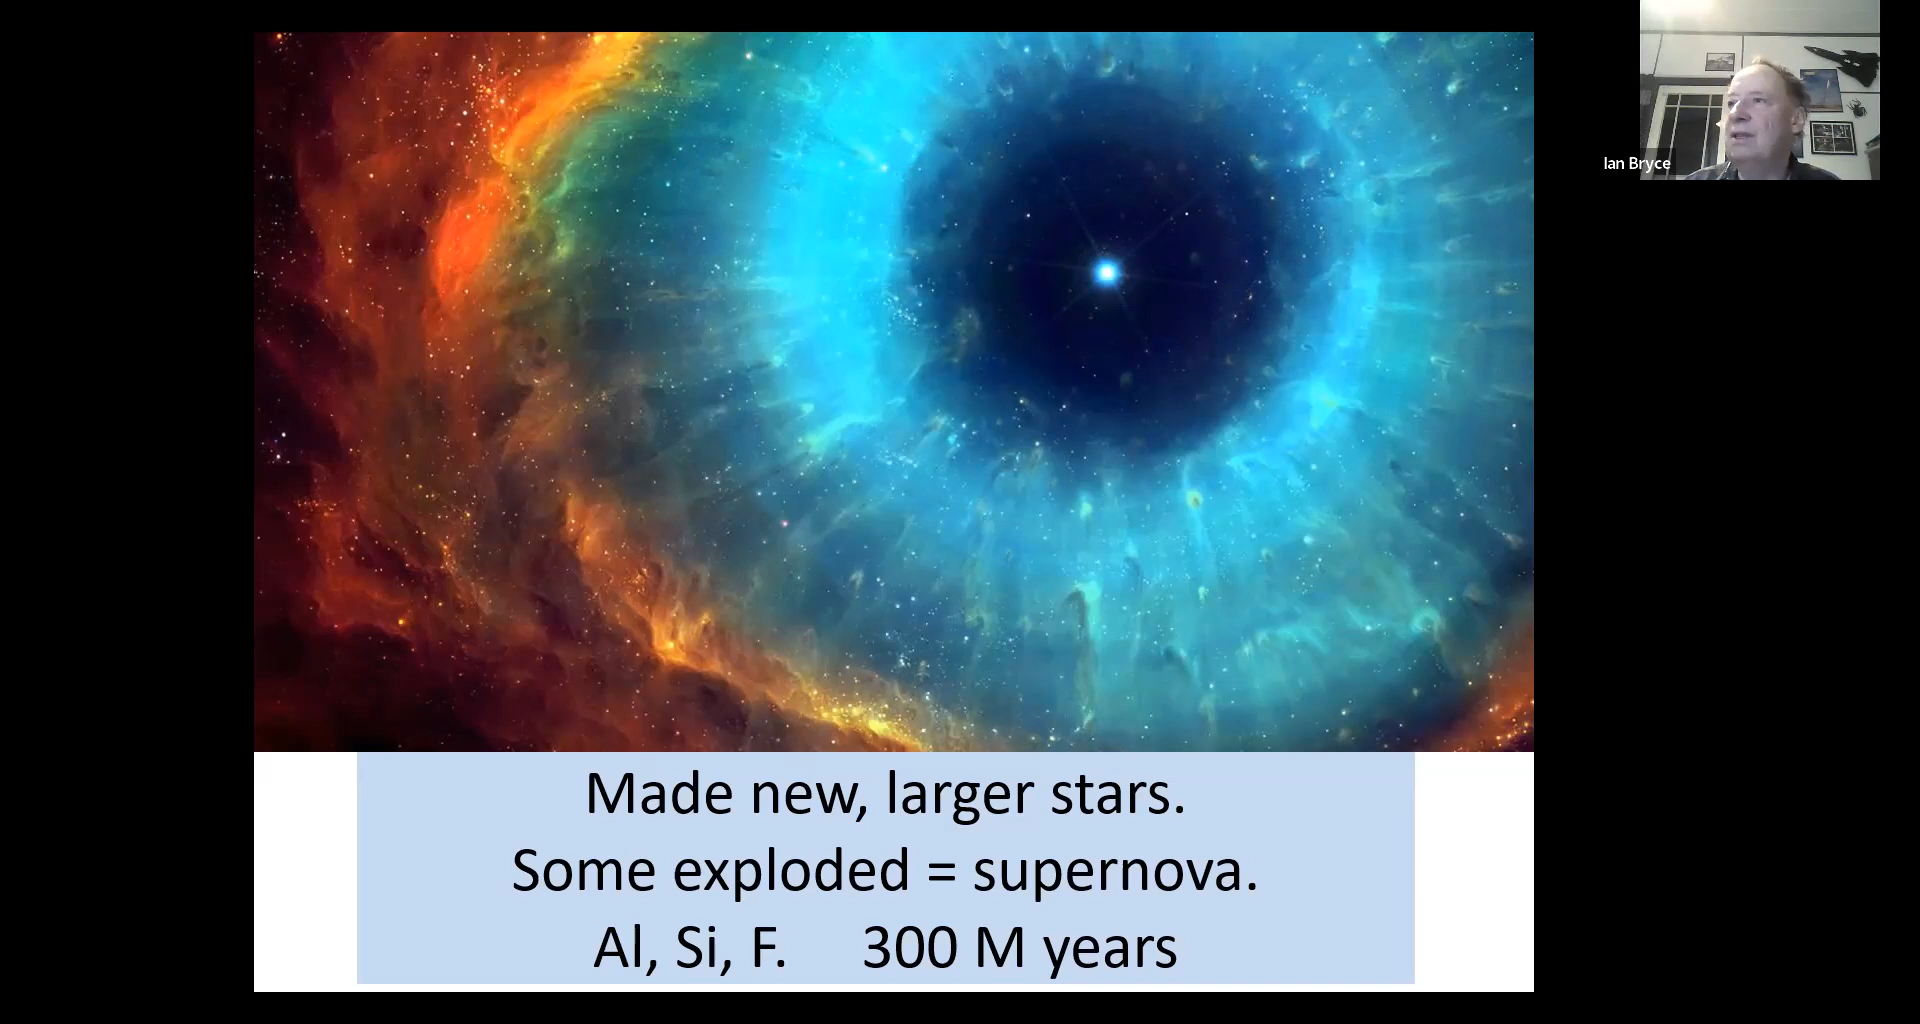 Ian Bryce
Made new, larger stars.
Some exploded = supernova.
Al, Si, F.   300 M years